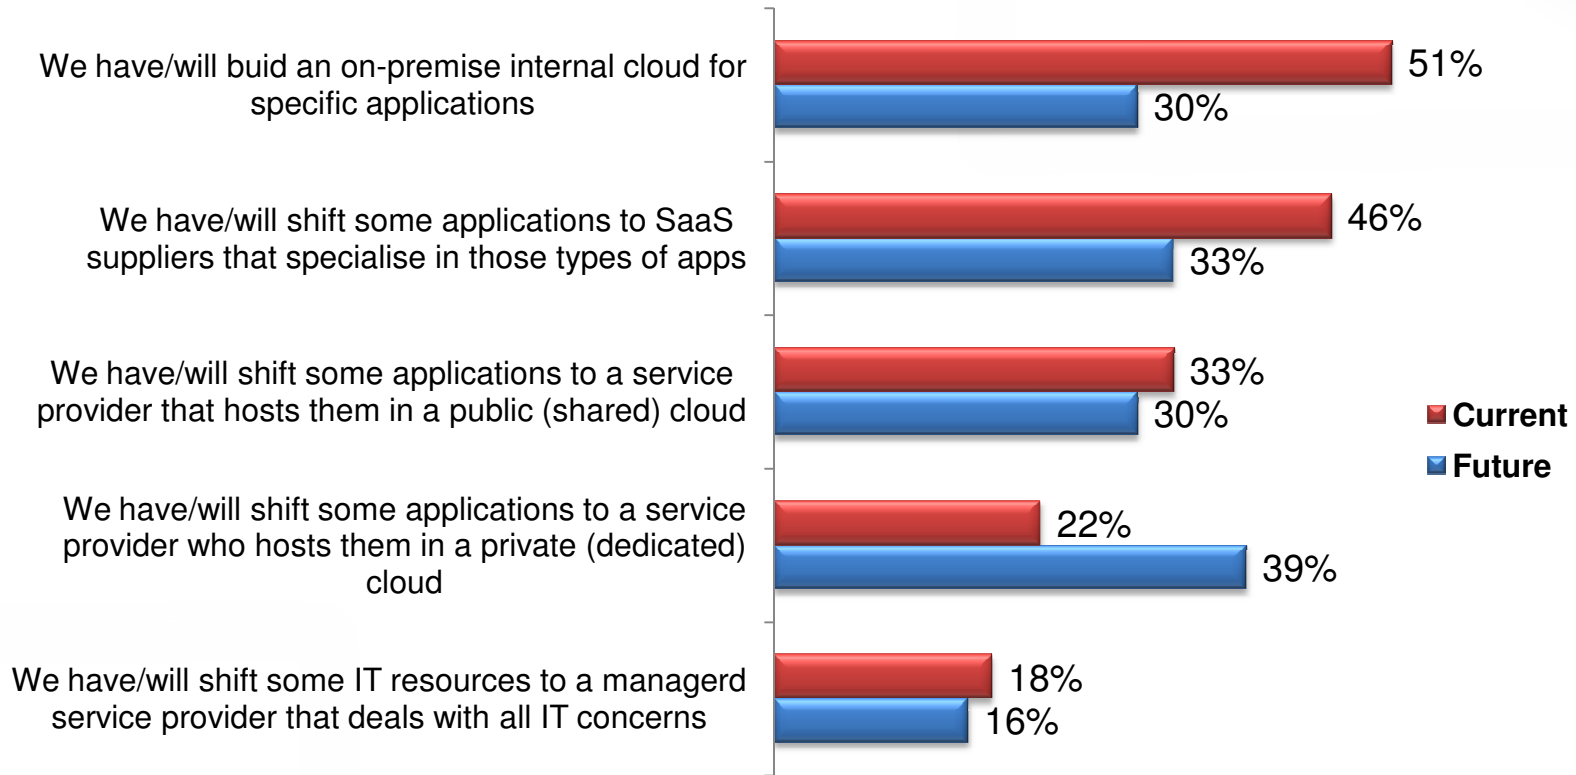 We have/will buid an on-premise internal cloud for
specific applications
51%
30%
We have/will shift some applications to SaaS
suppliers that specialise in those types of apps
46%
33%
We have/will shift some applications to a service
provider that hosts them in a public (shared) cloud
33%
30%
We have/will shift some applications to a service
provider who hosts them in a private (dedicated)
cloud
22%
39%
We have/will shift some IT resources to a managerd
service provider that deals with all IT concerns
18%
16%
Current
Future